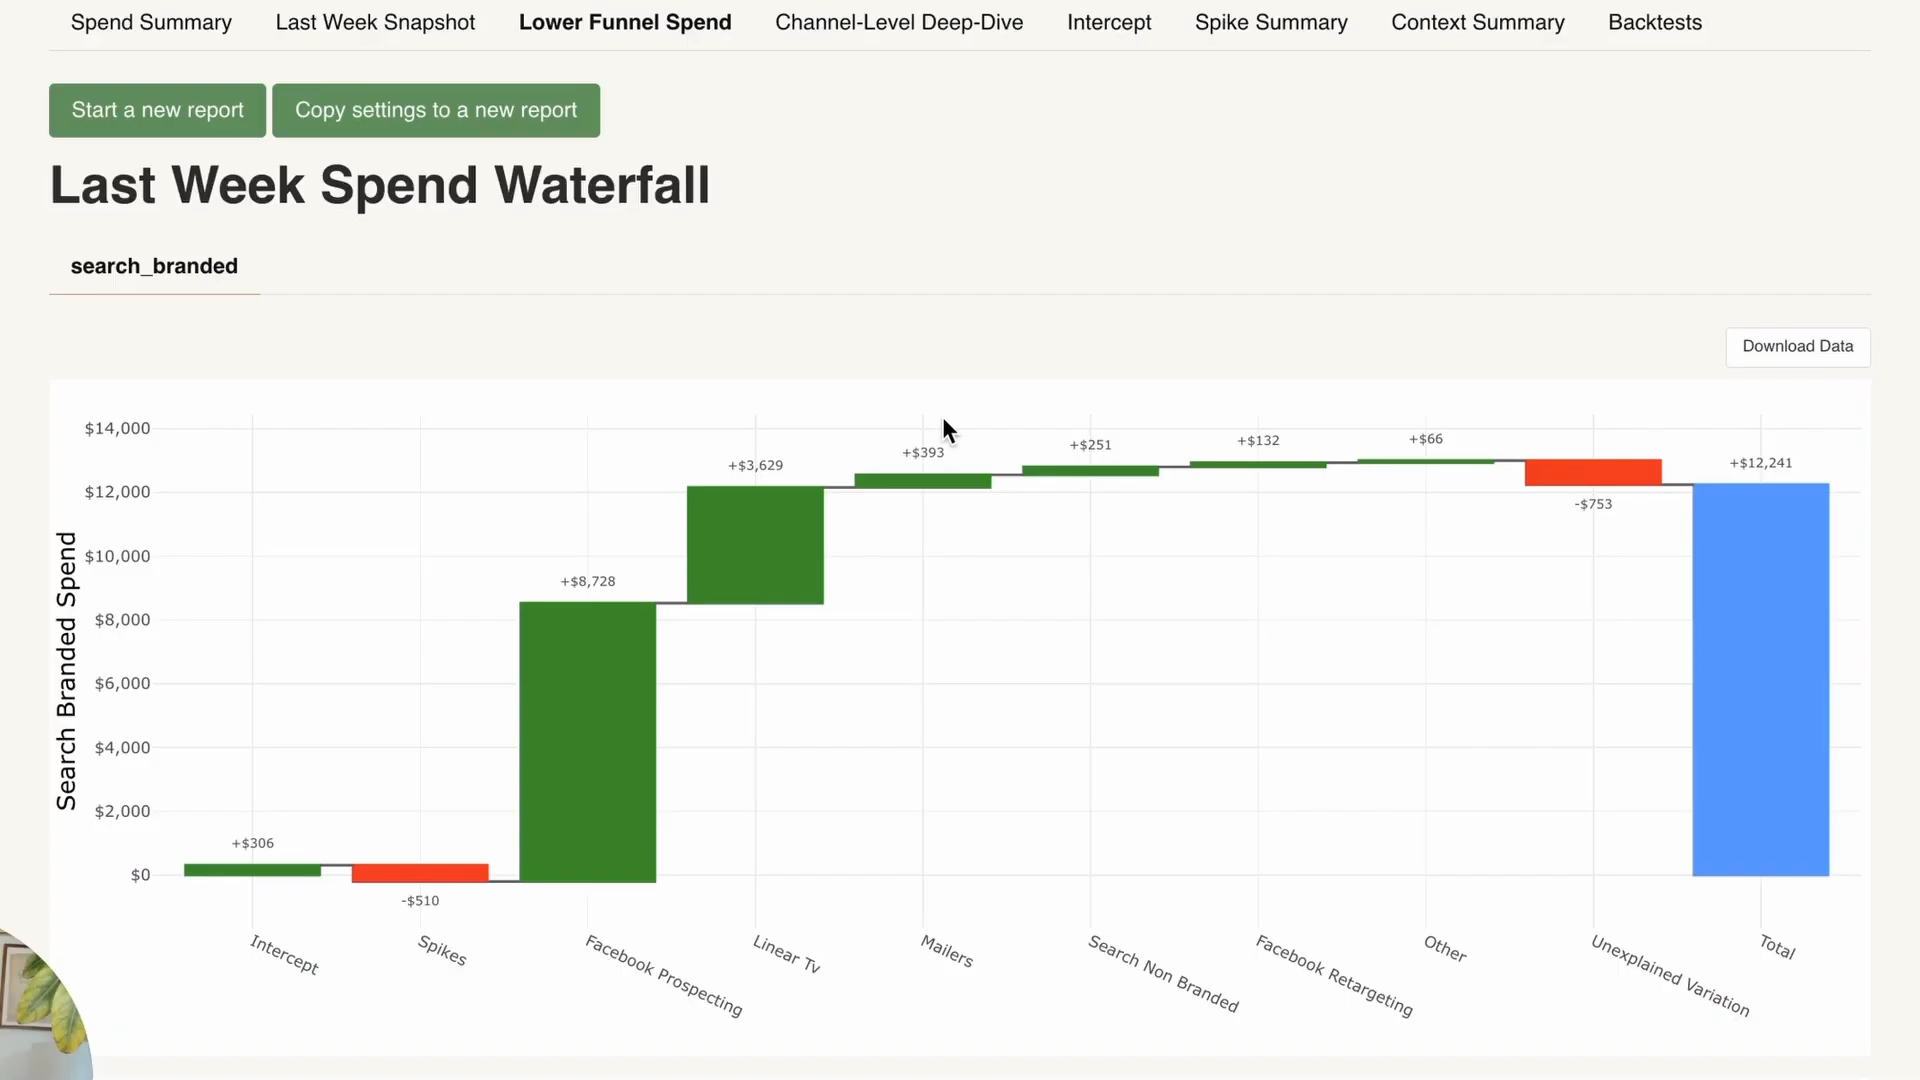 Spend Summary Last Week Snapshot Lower Funnel Spend Channel-Level Deep-Dive Intercept Spike Summary Context Summary Backtests
Start a new report Copy settings to a new report
Last Week Spend Waterfall
search_branded
Download Data
Search Branded Spend
$14,000
$12,000
$10,000
$8,000
$6,000
$4,000
$2,000
$0
+$306
-$510
+$8,728
+$3,629
+$393
+$251
+$132
+$66
-$753
+$12,241
Intercept
Spikes
Facebook Prospecting
Linear Tv
Mailers
Search Non Branded
Facebook Retargeting
Other
Unexplained Variation
Total